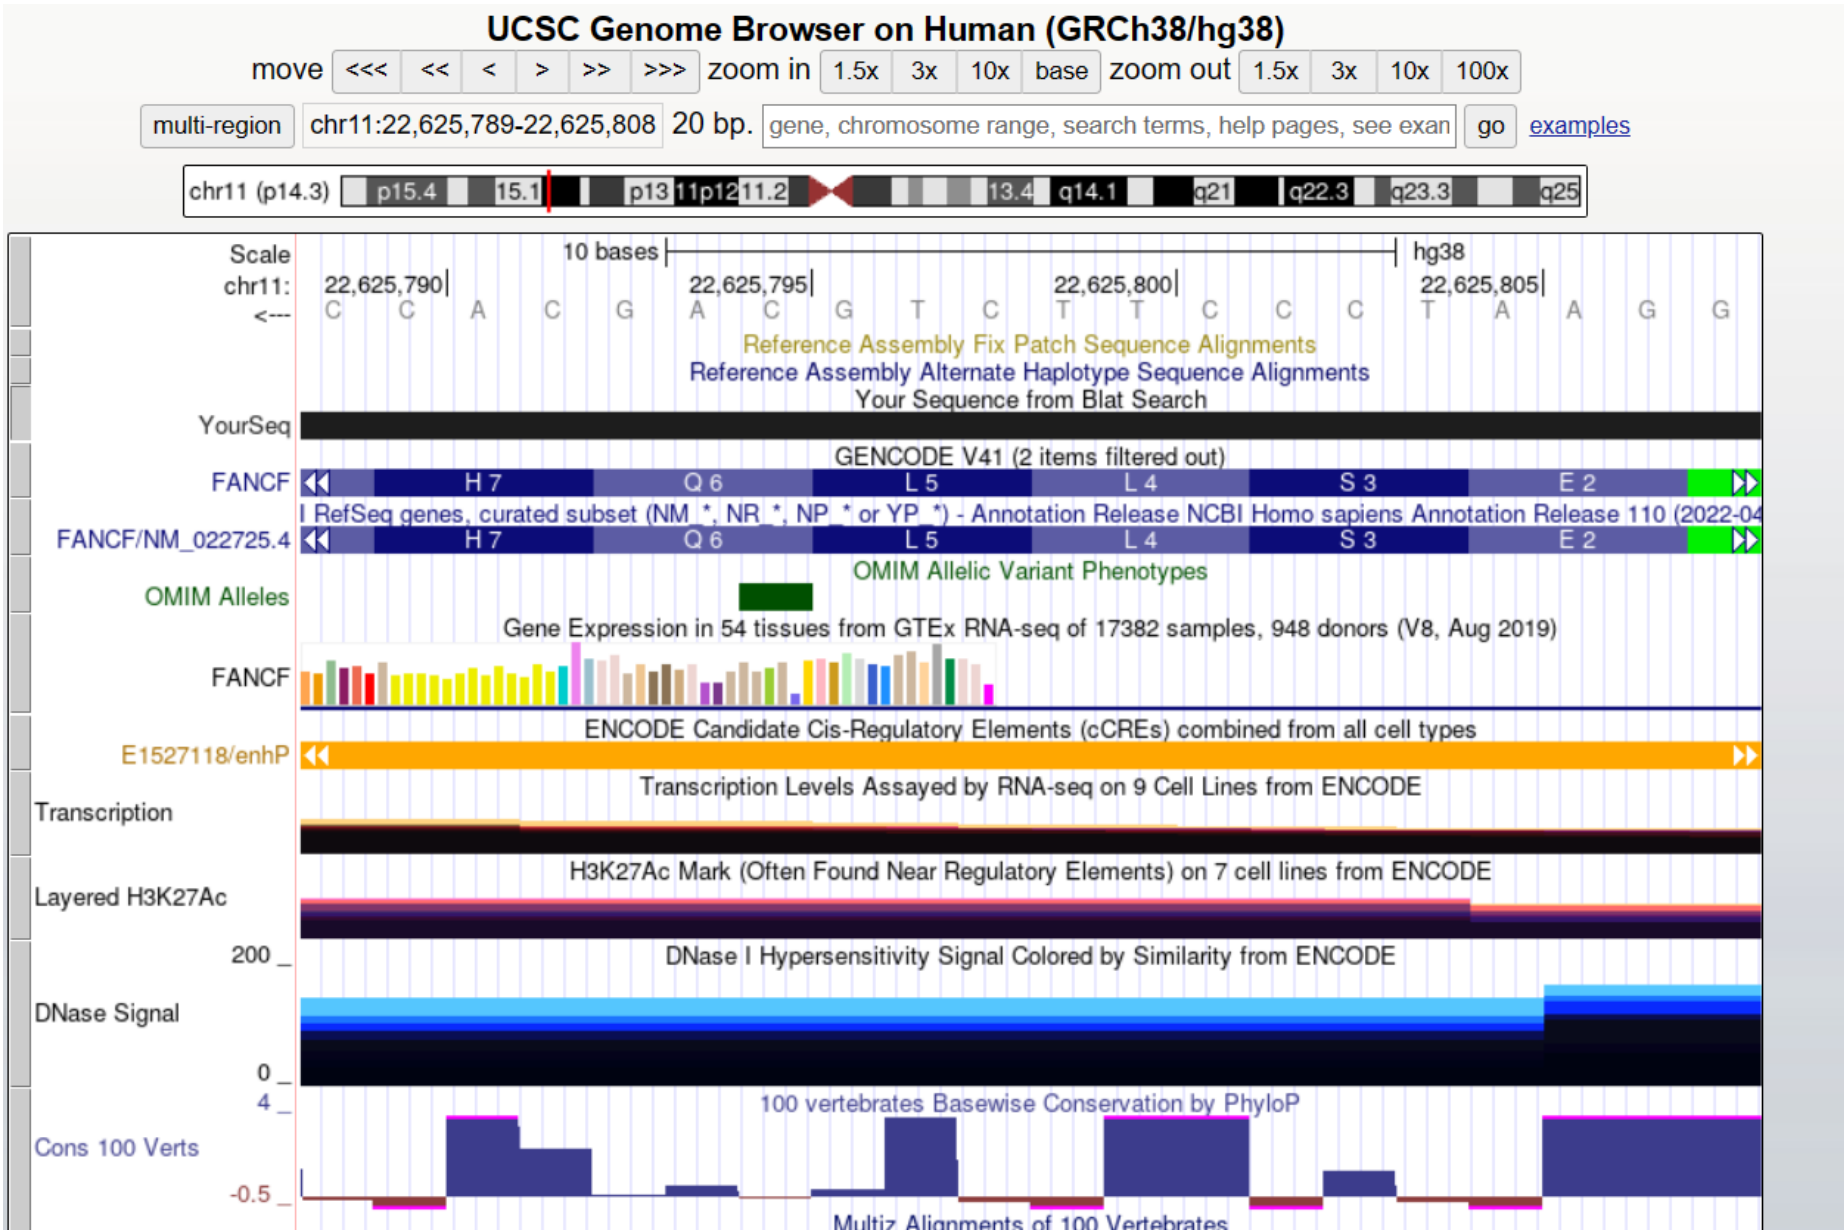 UCSC Genome Browser on Human (GRCh38/hg38)
move <<< << < > >> >>> zoom in 1.5x 3x 10x base zoom out 1.5x 3x 10x 100x
multi-region chr11:22,625,789-22,625,808 20 bp. gene, chromosome range, search terms, help pages, see exan go examples
chr11 (p14.3) p15.4 15.1 p13 11p12 11.2 13.4 q14.1 q21 q22.3 q23.3 q25
Scale 10 bases hg38
chr11: 22,625,790 22,625,795 22,625,800 22,625,805
<--- C C A C G A C G T C T T C C C T A A G G
Reference Assembly Fix Patch Sequence Alignments
Reference Assembly Alternate Haplotype Sequence Alignments
Your Sequence from Blat Search
YourSeq
GENCODE V41 (2 items filtered out)
FANCF H 7 Q 6 L 5 L 4 S 3 E 2
I RefSeq genes, curated subset (NM_*, NR_*, NP_* or YP_*) - Annotation Release NCBI Homo sapiens Annotation Release 110 (2022-04
FANCF/NM_022725.4 H 7 Q 6 L 5 L 4 S 3 E 2
OMIM Allelic Variant Phenotypes
OMIM Alleles
Gene Expression in 54 tissues from GTEx RNA-seq of 17382 samples, 948 donors (V8, Aug 2019)
FANCF
ENCODE Candidate Cis-Regulatory Elements (cCREs) combined from all cell types
E1527118/enhP
Transcription Levels Assayed by RNA-seq on 9 Cell Lines from ENCODE
Transcription
H3K27Ac Mark (Often Found Near Regulatory Elements) on 7 cell lines from ENCODE
Layered H3K27Ac
200 _ DNase I Hypersensitivity Signal Colored by Similarity from ENCODE
DNase Signal
0 _
4 _ 100 vertebrates Basewise Conservation by PhyloP
Cons 100 Verts
-0.5 _
Multiz Alignments of 100 Vertebrates